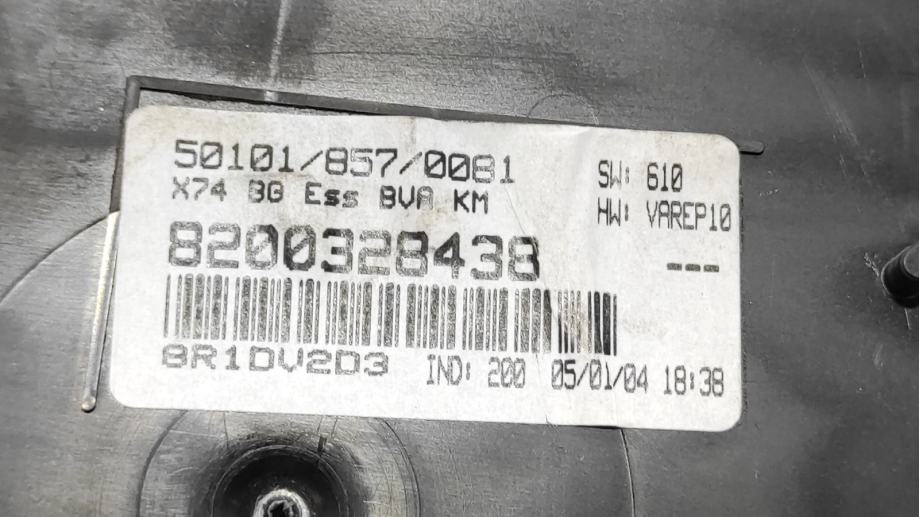 50101/857/0081
X74 BG Ess BVA KM
SW: 610
HW: VAREP10
8200328438
---
8R1DV2D3
IND: 200 05/01/04 18:38